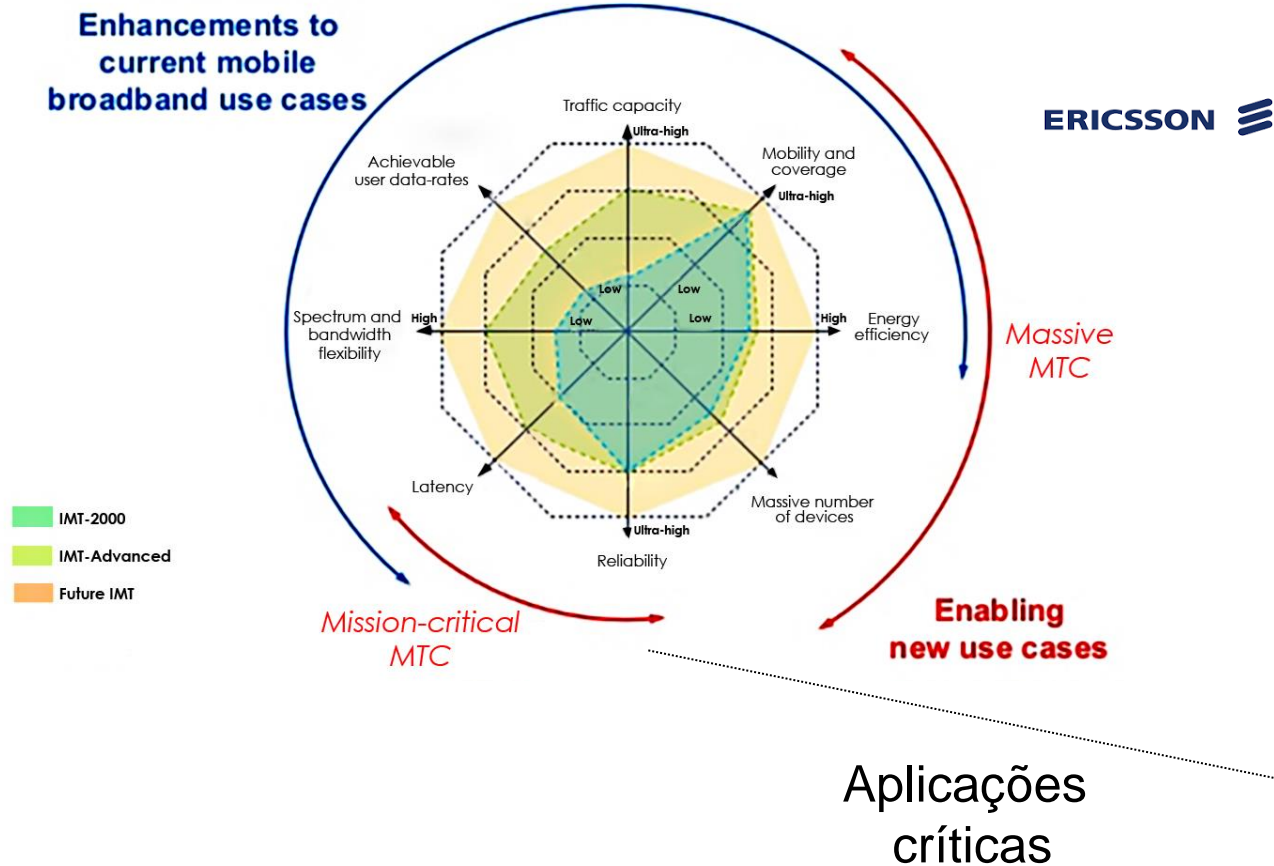 Enhancements to
current mobile
broadband use cases
ERICSSON
Traffic capacity
Ultra-high
Achievable
user data-rates
Mobility and
coverage
Ultra-high
Low
Low
Spectrum and
bandwidth
flexibility
High
Low
Low
High
Energy
efficiency
Massive
MTC
Latency
Massive number
of devices
Ultra-high
Reliability
IMT-2000
IMT-Advanced
Future IMT
Mission-critical
MTC
Enabling
new use cases
Aplicações
críticas